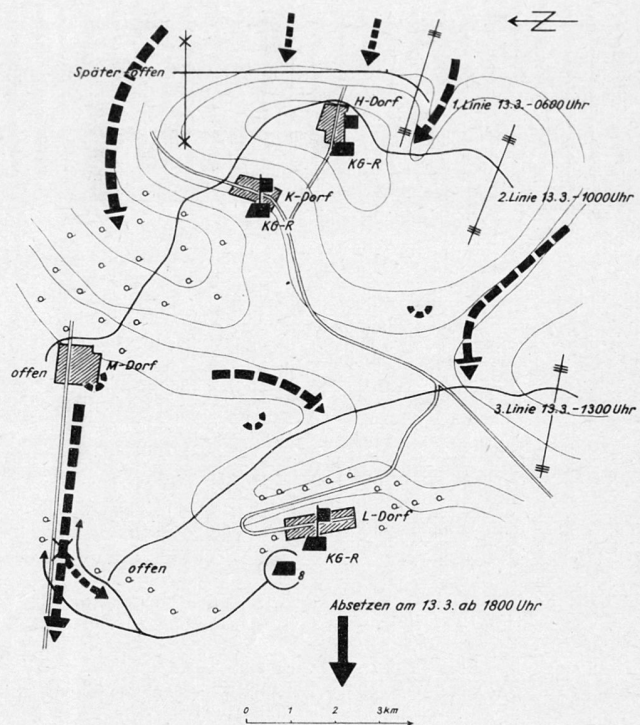 N
Später offen
H-Dorf
1. Linie 13.3.-0600 Uhr
KG-R
K-Dorf
2. Linie 13.3.-1000 Uhr
KG-R
M-Dorf
offen
3. Linie 13.3.-1300 Uhr
L-Dorf
KG-R
offen
8
Absetzen am 13.3. ab 1800 Uhr
0 1 2 3km